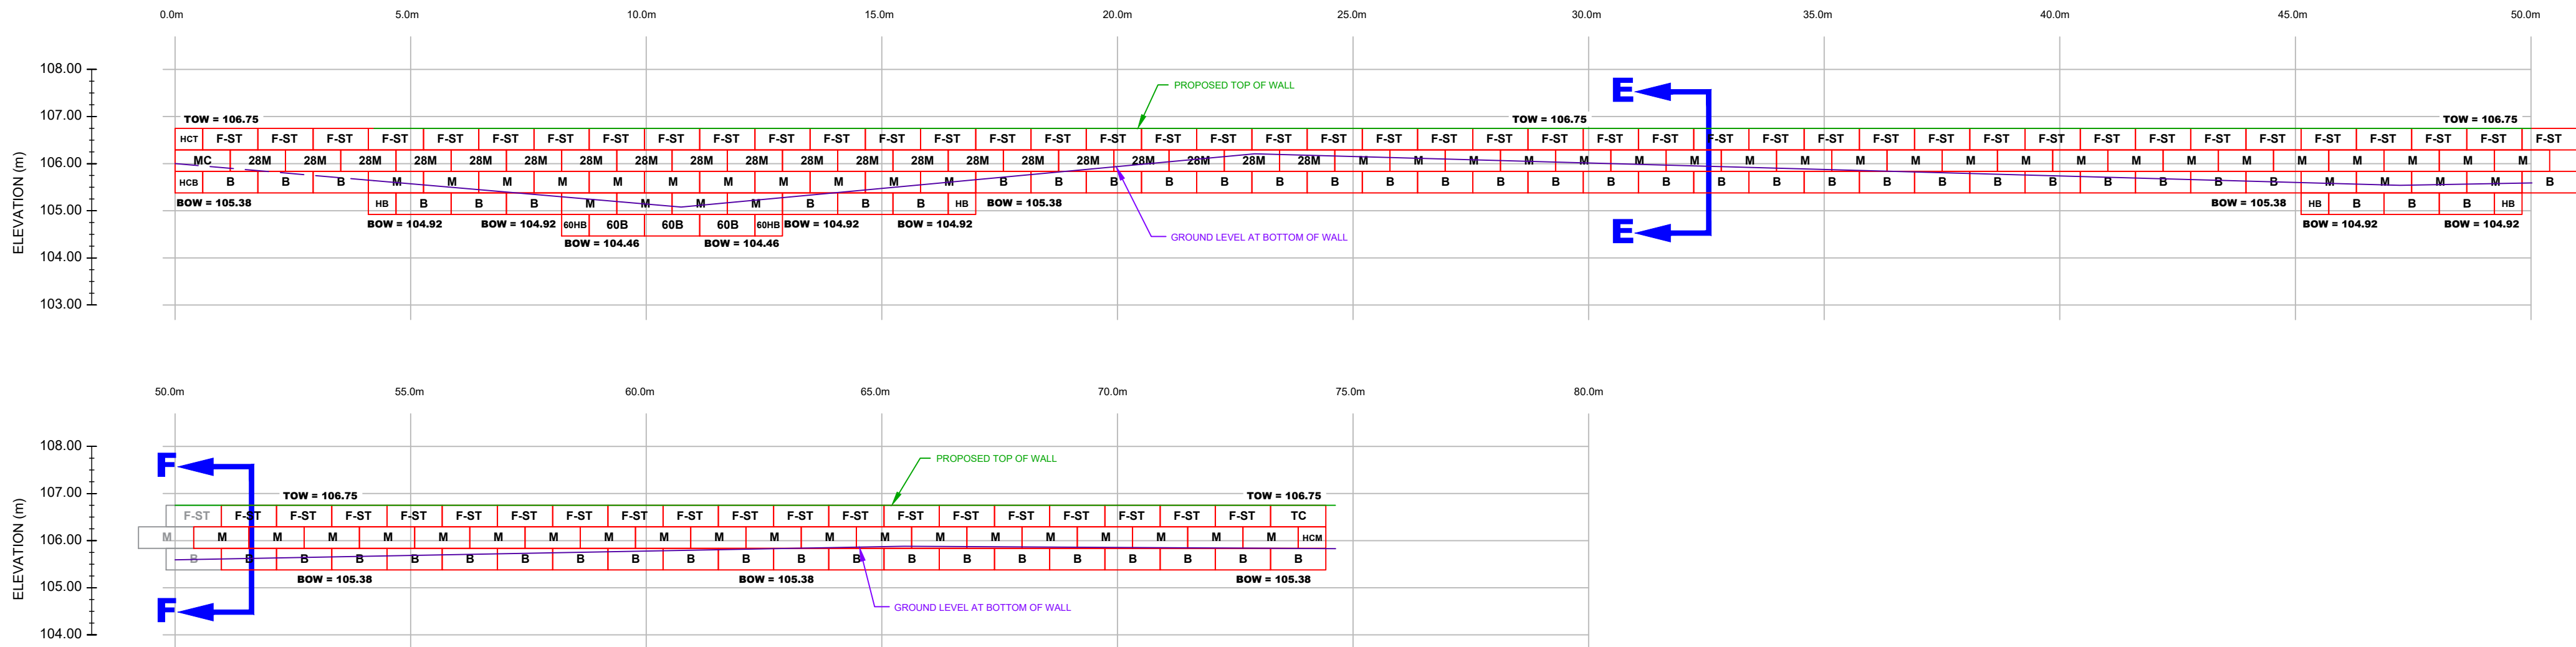 0.0m 5.0m 10.0m 15.0m 20.0m 25.0m 30.0m 35.0m 40.0m 45.0m 50.0m
ELEVATION (m)
108.00
107.00
106.00
105.00
104.00
103.00
E
PROPOSED TOP OF WALL
TOW = 106.75 TOW = 106.75 TOW = 106.75
HCT F-ST F-ST F-ST F-ST F-ST F-ST F-ST F-ST F-ST F-ST F-ST F-ST F-ST F-ST F-ST F-ST F-ST F-ST F-ST F-ST F-ST F-ST F-ST F-ST F-ST F-ST F-ST F-ST F-ST F-ST F-ST F-ST F-ST F-ST F-ST F-ST F-ST F-ST F-ST F-ST F-ST F-ST F-ST
MC 28M 28M 28M 28M 28M 28M 28M 28M 28M 28M 28M 28M 28M 28M 28M 28M 28M 28M 28M 28M M M M M M M M M M M M M M M M M M M M M M M
HCB B B B M M M M M M M M M M M B B B B B B B B B B B B B B B B B B B B B B B B M M M M B
BOW = 105.38 HB B B B M M M M B B B HB BOW = 105.38 BOW = 105.38 HB B B B HB
BOW = 104.92 BOW = 104.92 60HB 60B 60B 60B 60HB BOW = 104.92 BOW = 104.92 BOW = 104.92 BOW = 104.92
BOW = 104.46 BOW = 104.46
GROUND LEVEL AT BOTTOM OF WALL
E
50.0m 55.0m 60.0m 65.0m 70.0m 75.0m 80.0m
ELEVATION (m)
108.00
107.00
106.00
105.00
104.00
F
PROPOSED TOP OF WALL
TOW = 106.75 TOW = 106.75
F-ST F-ST F-ST F-ST F-ST F-ST F-ST F-ST F-ST F-ST F-ST F-ST F-ST F-ST F-ST F-ST F-ST F-ST F-ST F-ST TC
M M M M M M M M M M M M M M M M M M M M M HCM
B B B B B B B B B B B B B B B B B B B B B
BOW = 105.38 BOW = 105.38 BOW = 105.38
GROUND LEVEL AT BOTTOM OF WALL
F